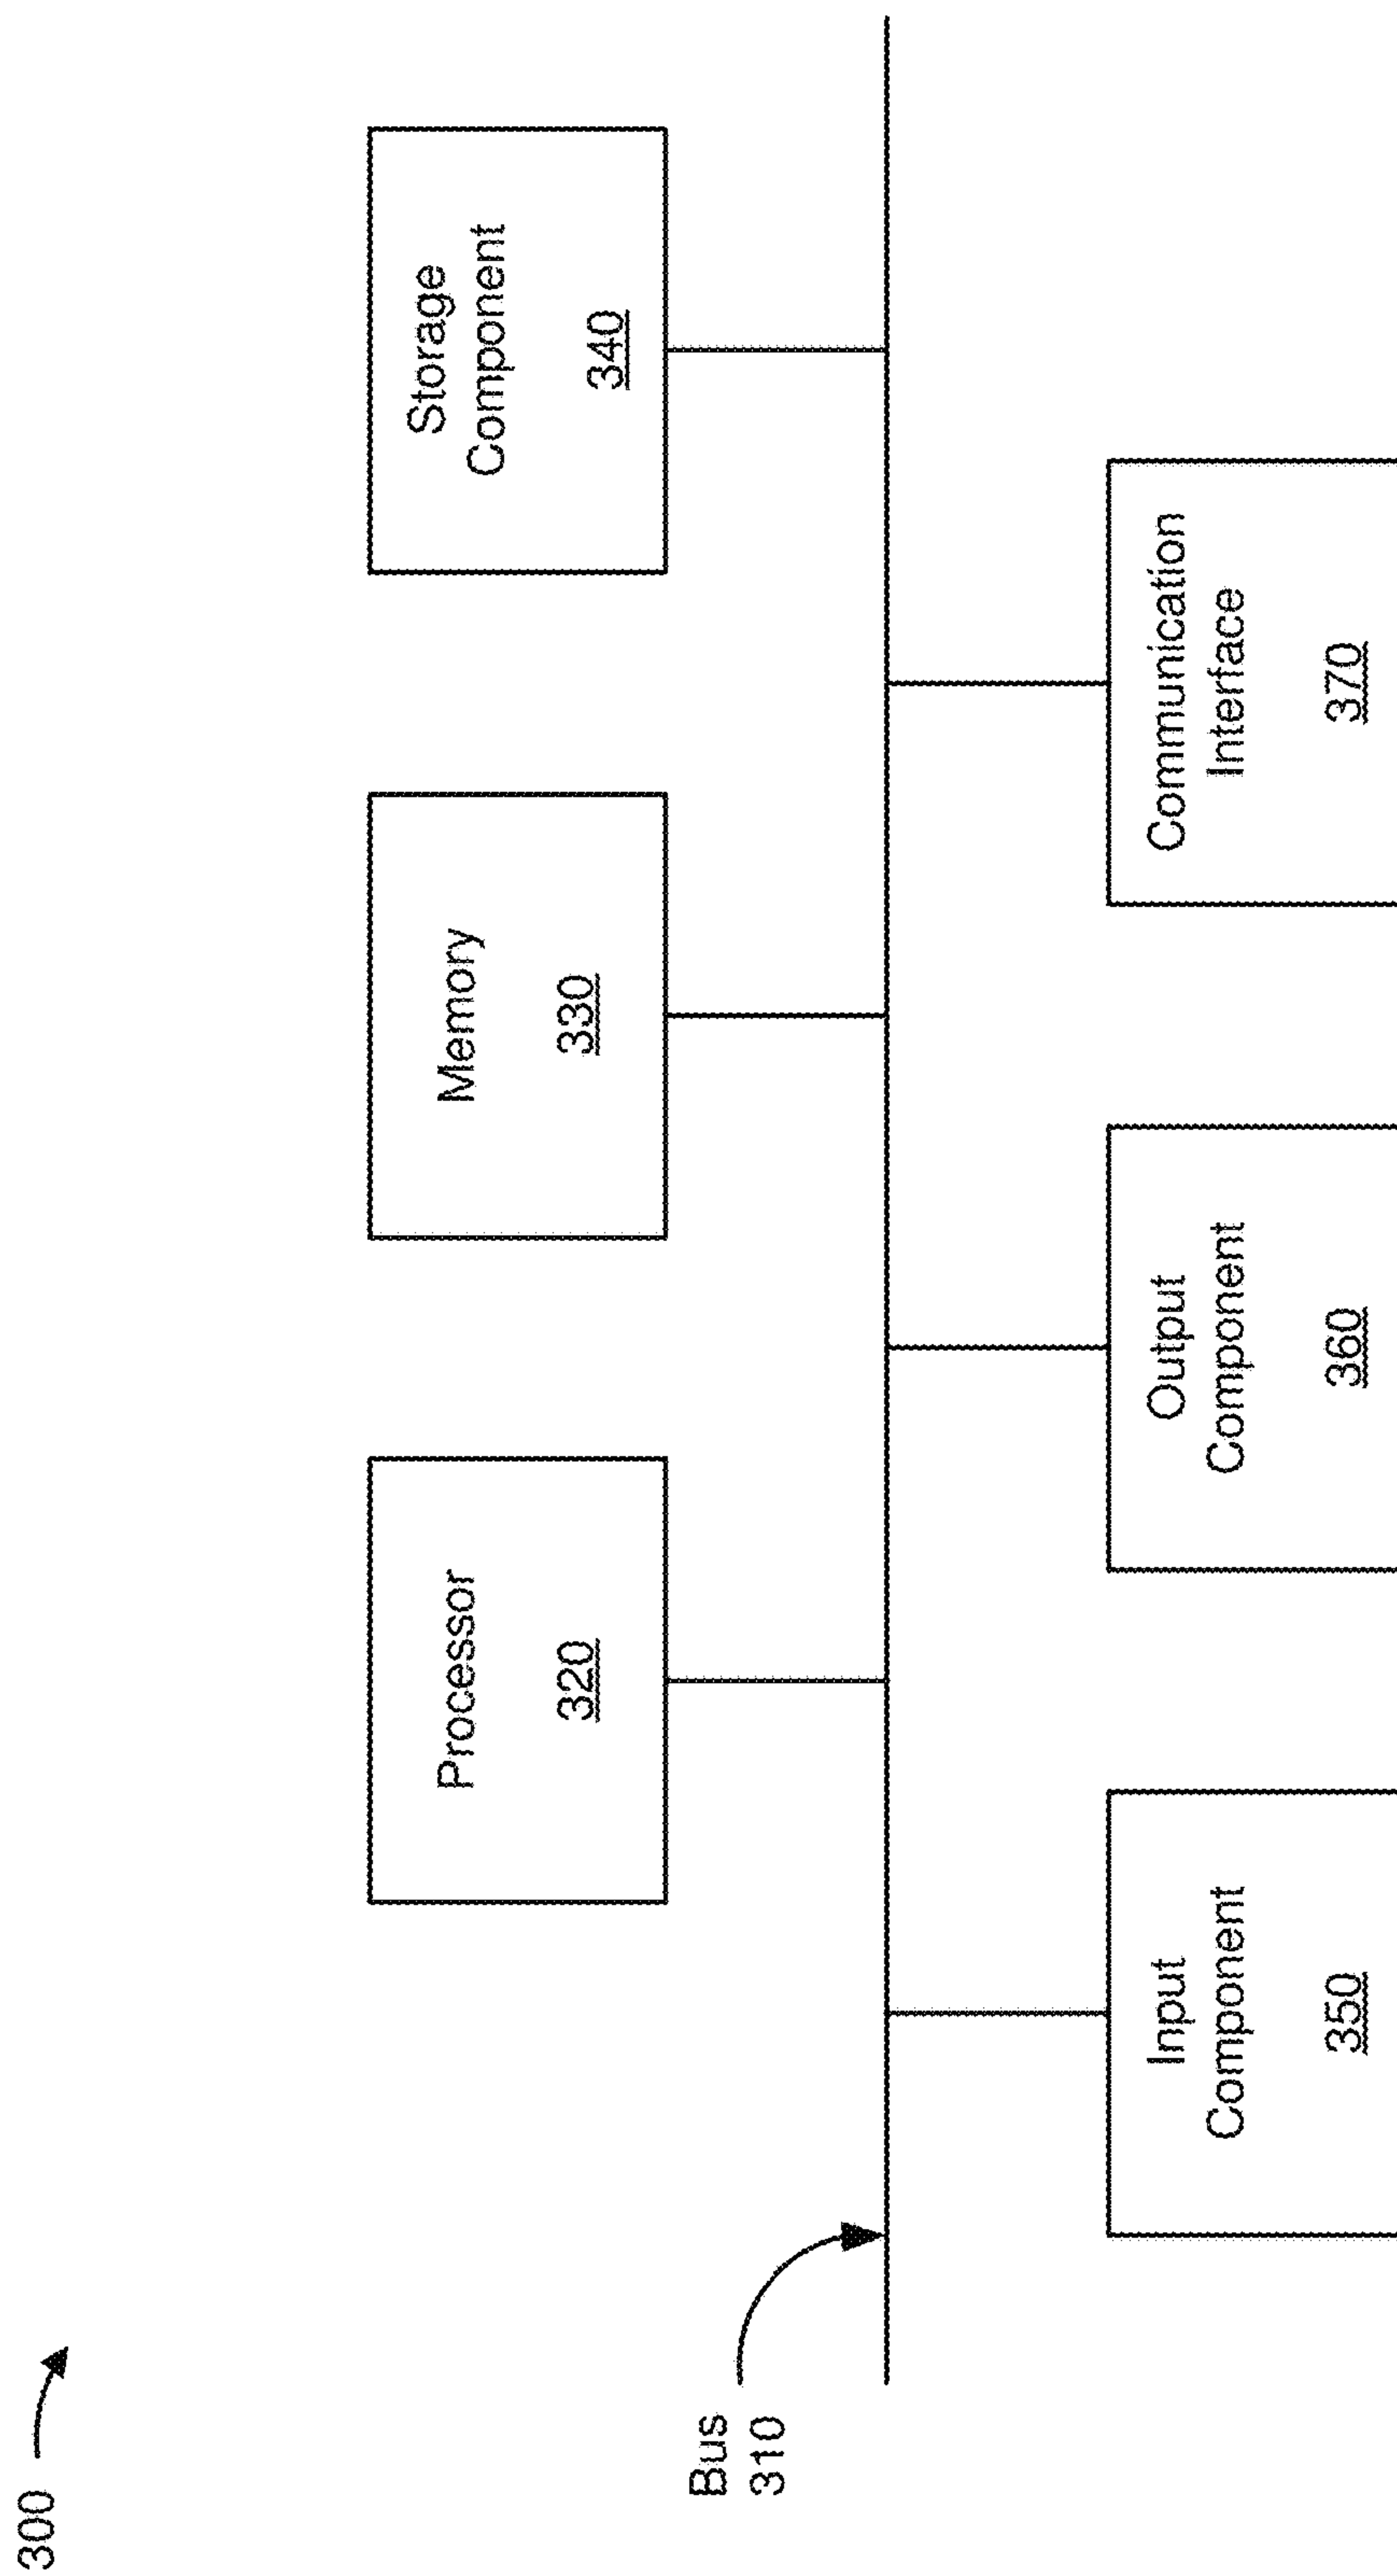 300
Processor
320
Memory
330
Storage
Component
340
Bus
310
Input
Component
350
Output
Component
360
Communication
Interface
370